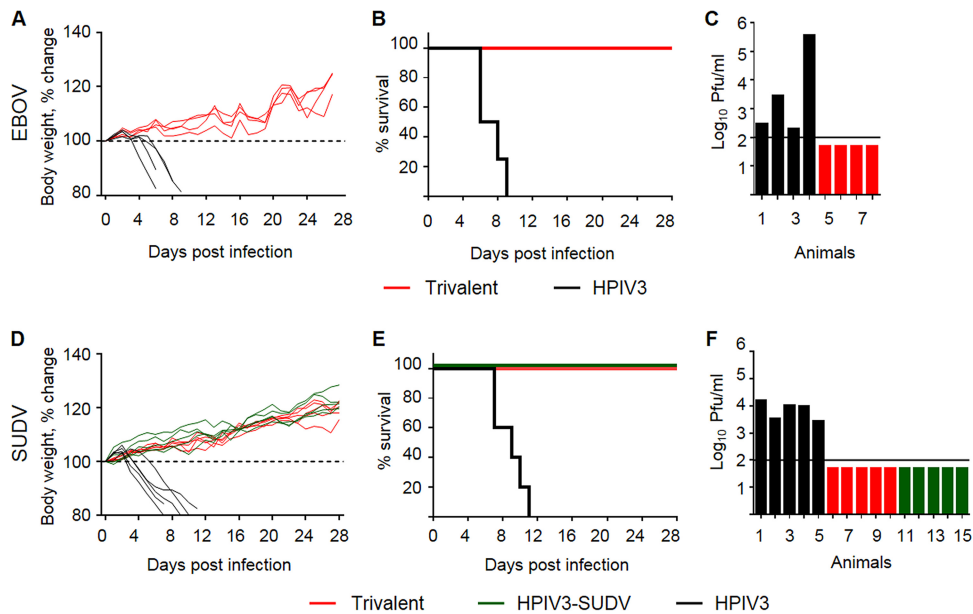 A
B
C
EBOV
Body weight, % change
140
120
100
80
0 4 8 12 16 20 24 28
Days post infection
% survival
100
80
60
40
20
0 4 8 12 16 20 24 28
Days post infection
Log10 Pfu/ml
6
5
4
3
2
1
1 3 5 7
Animals
Trivalent HPIV3
D
E
F
SUDV
Body weight, % change
140
120
100
80
0 4 8 12 16 20 24 28
Days post infection
% survival
100
80
60
40
20
0 4 8 12 16 20 24 28
Days post infection
Log10 Pfu/ml
6
5
4
3
2
1
1 3 5 7 9 11 13 15
Animals
Trivalent HPIV3-SUDV HPIV3